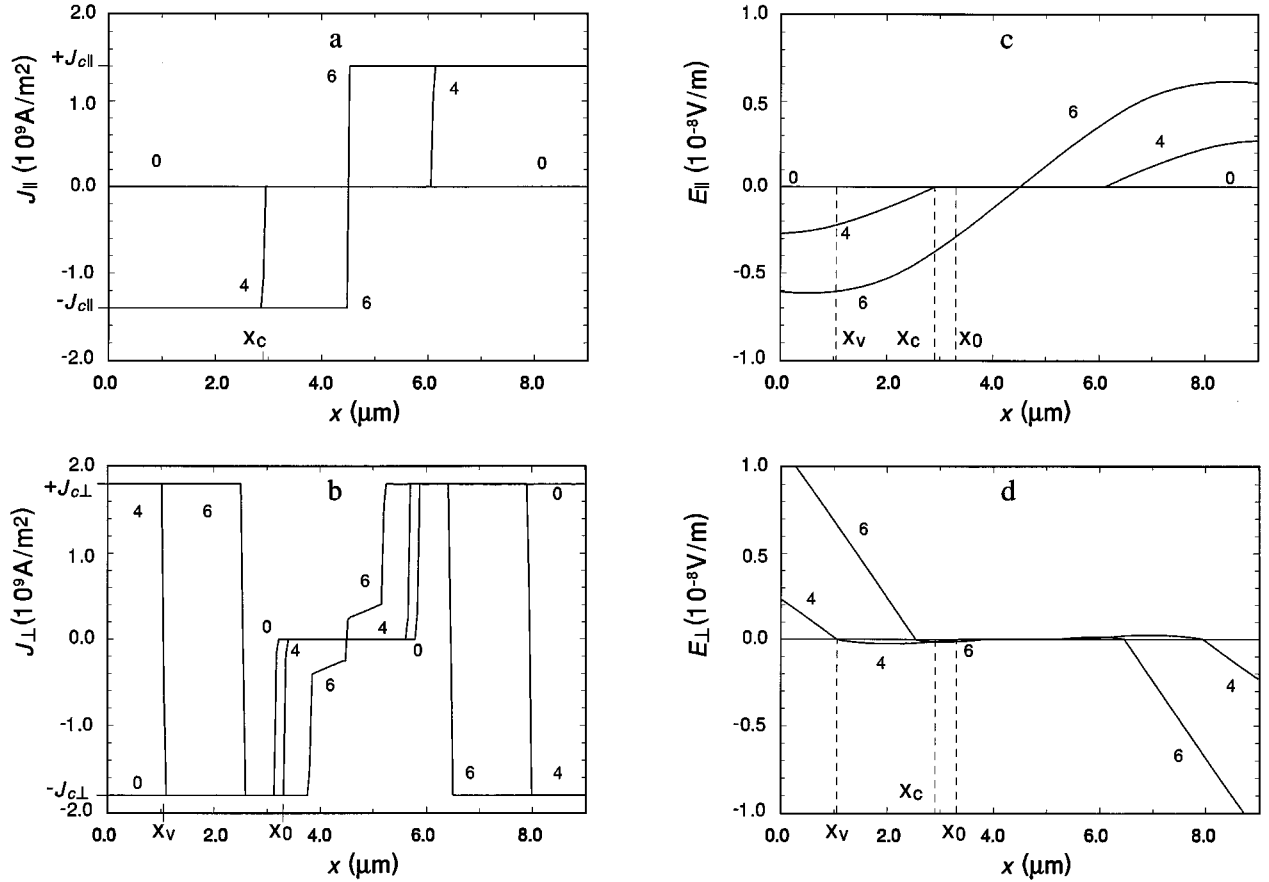 a
J∥ (10⁹A/m²)
2.0
+Jc∥
1.0
0.0
-1.0
-Jc∥
-2.0
0
6
4
0
4
6
Xc
0.0 2.0 4.0 6.0 8.0
x (μm)
c
E∥ (10⁻⁸V/m)
1.0
0.5
0.0
-0.5
-1.0
6
4
0
0
4
6
Xv Xc X0
0.0 2.0 4.0 6.0 8.0
x (μm)
b
J⊥ (10⁹A/m²)
2.0
+Jc⊥
1.0
0.0
-1.0
-Jc⊥
-2.0
4 6
0
6
0 4
4 0
6
0
6 4
Xv X0
0.0 2.0 4.0 6.0 8.0
x (μm)
d
E⊥ (10⁻⁸V/m)
1.0
0.5
0.0
-0.5
-1.0
6
4
4
6
4
6
Xc
Xv X0
0.0 2.0 4.0 6.0 8.0
x (μm)